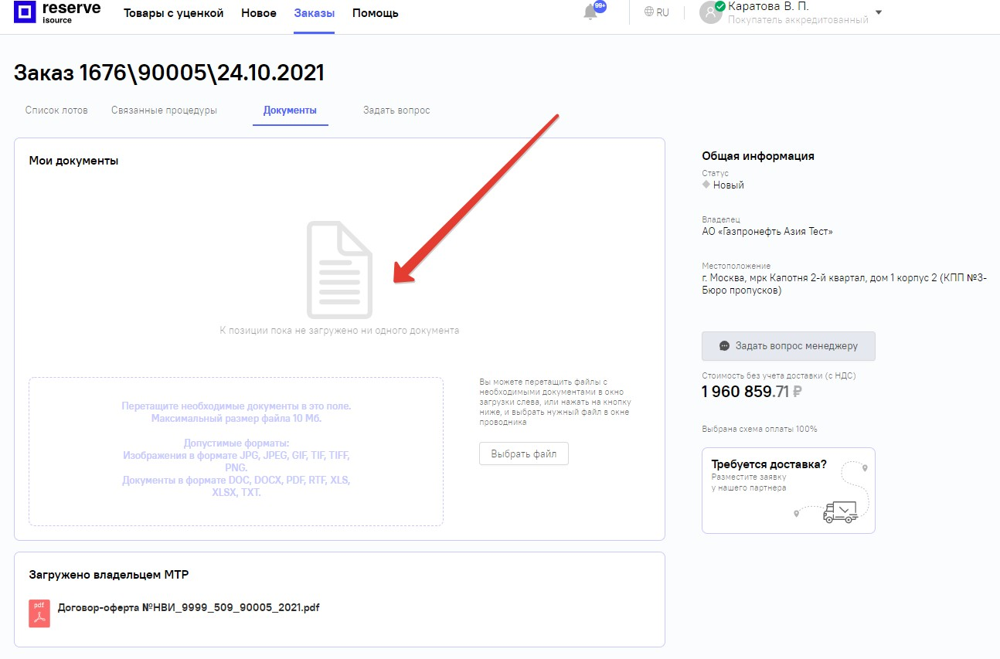 reserve
isource
Товары с уценкой
Новое
Заказы
Помощь
99+
RU
Каратова В. П.
Покупатель аккредитованный
Заказ 1676\90005\24.10.2021
Список лотов
Связанные процедуры
Документы
Задать вопрос
Мои документы
К позиции пока не загружено ни одного документа
Перетащите необходимые документы в это поле.
Максимальный размер файла 10 Мб.
Допустимые форматы:
Изображения в формате JPG, JPEG, GIF, TIF, TIFF,
PNG.
Документы в формате DOC, DOCX, PDF, RTF, XLS,
XLSX, TXT.
Вы можете перетащить файлы с
необходимыми документами в окно
загрузки слева, или нажать на кнопку
ниже, и выбрать нужный файл в окне
проводника
Выбрать файл
Загружено владельцем МТР
pdf
Договор-оферта №НВИ_9999_509_90005_2021.pdf
Общая информация
Статус
Новый
Владелец
АО «Газпронефть Азия Тест»
Местоположение
г. Москва, мрк Капотня 2-й квартал, дом 1 корпус 2 (КПП №3-
Бюро пропусков)
Задать вопрос менеджеру
Стоимость без учета доставки (с НДС)
1 960 859.71 ₽
Выбрана схема оплаты 100%
Требуется доставка?
Разместите заявку
у нашего партнера